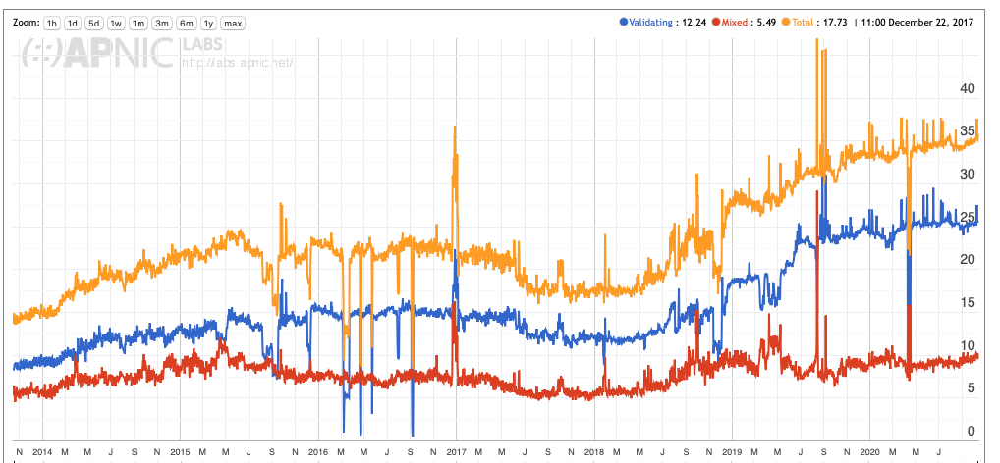 Zoom: 1h 1d 5d 1w 1m 3m 6m 1y max
Validating : 12.24 Mixed : 5.49 Total : 17.73 | 11:00 December 22, 2017
(::)APNIC LABS
http://labs.apnic.net/
40
35
30
25
20
15
10
5
0
N 2014 M M J S N 2015 M M J S N 2016 M M J S N 2017 M M J S N 2018 M M J S N 2019 M M J S N 2020 M M J